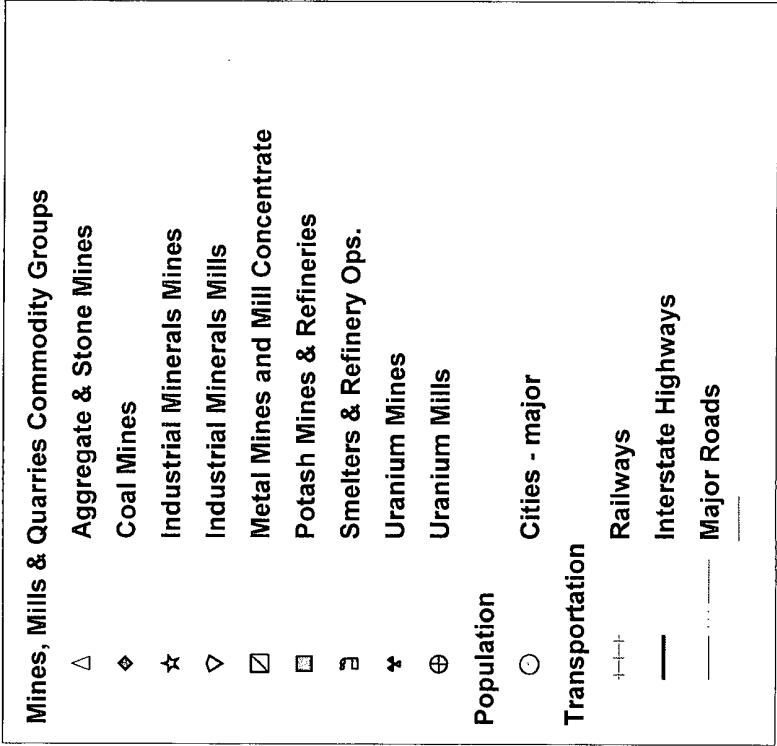 Mines, Mills & Quarries Commodity Groups
Aggregate & Stone Mines
Coal Mines
Industrial Minerals Mines
Industrial Minerals Mills
Metal Mines and Mill Concentrate
Potash Mines & Refineries
Smelters & Refinery Ops.
Uranium Mines
Uranium Mills
Population
Cities - major
Transportation
Railways
Interstate Highways
Major Roads